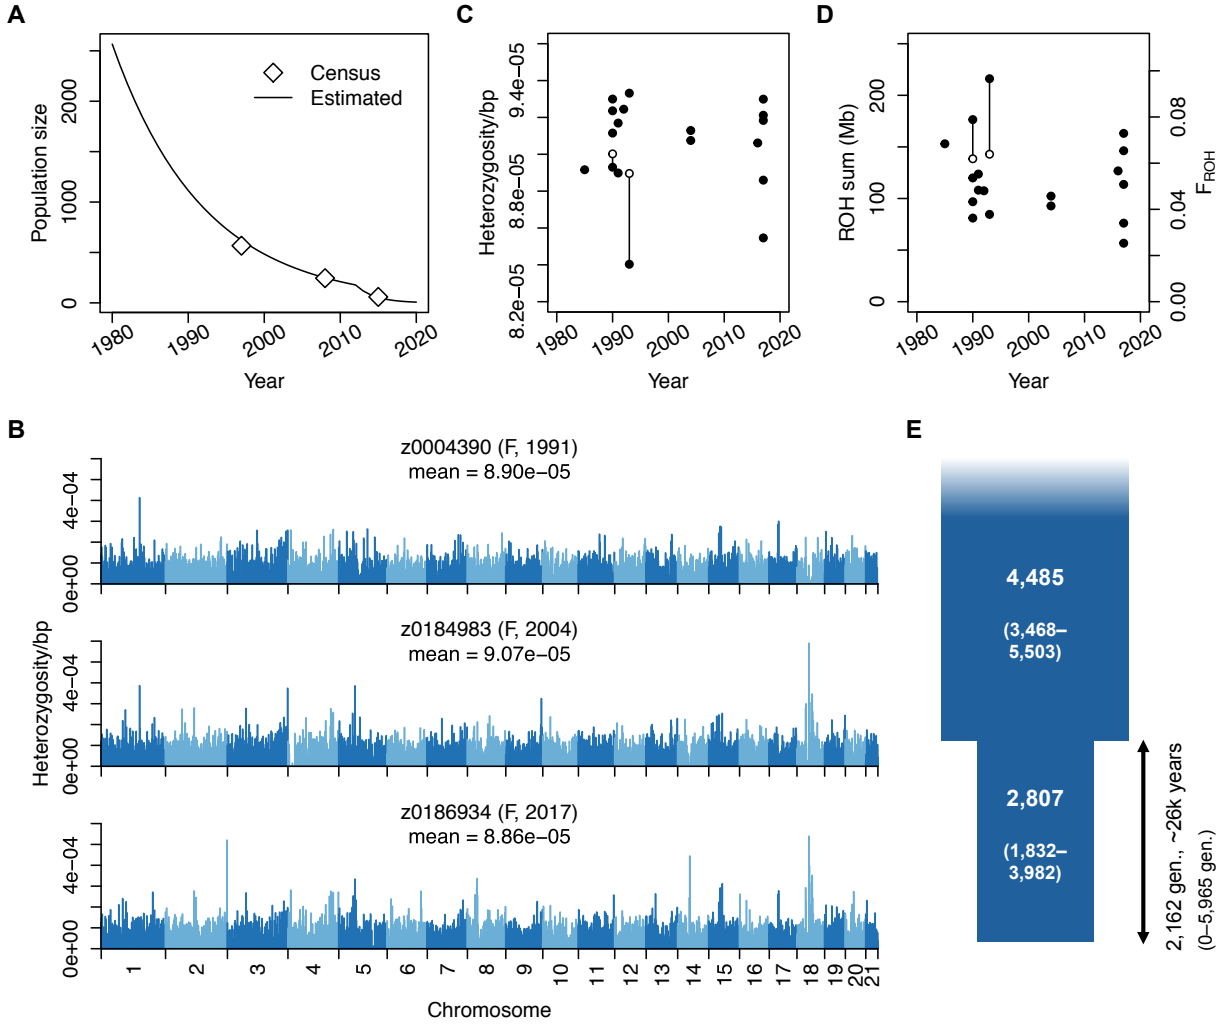 A
Population size
0
1000
2000
Census
Estimated
1980
1990
2000
2010
2020
Year
C
Heterozygosity/bp
8.2e−05
8.8e−05
9.4e−05
1980
1990
2000
2010
2020
Year
D
ROH sum (Mb)
0
100
200
0.00
0.04
0.08
FROH
1980
1990
2000
2010
2020
Year
B
z0004390 (F, 1991)
mean = 8.90e−05
0e+00
4e−04
z0184983 (F, 2004)
mean = 9.07e−05
0e+00
4e−04
Heterozygosity/bp
z0186934 (F, 2017)
mean = 8.86e−05
0e+00
4e−04
1
2
3
4
5
6
7
8
9
10
11
12
13
14
15
16
17
18
19
20
21
Chromosome
E
4,485
(3,468–
5,503)
2,807
(1,832–
3,982)
2,162 gen., ~26k years
(0–5,965 gen.)